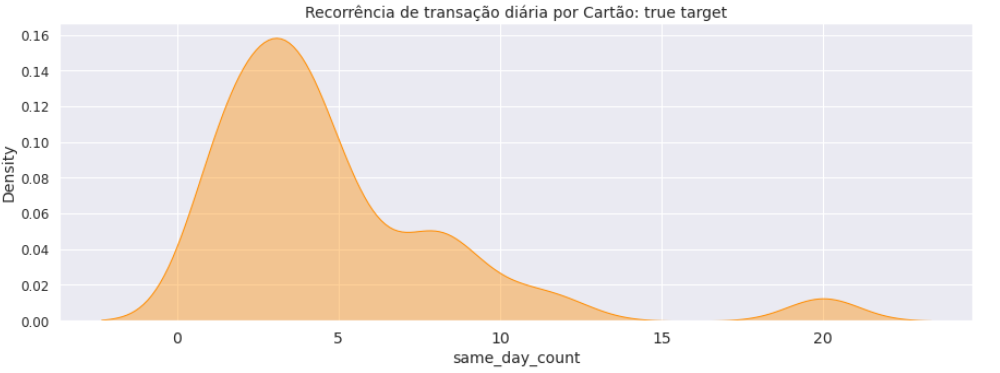 Recorrência de transação diária por Cartão: true target
0.16
0.14
0.12
0.10
0.08
0.06
0.04
0.02
0.00
Density
0 5 10 15 20
same_day_count